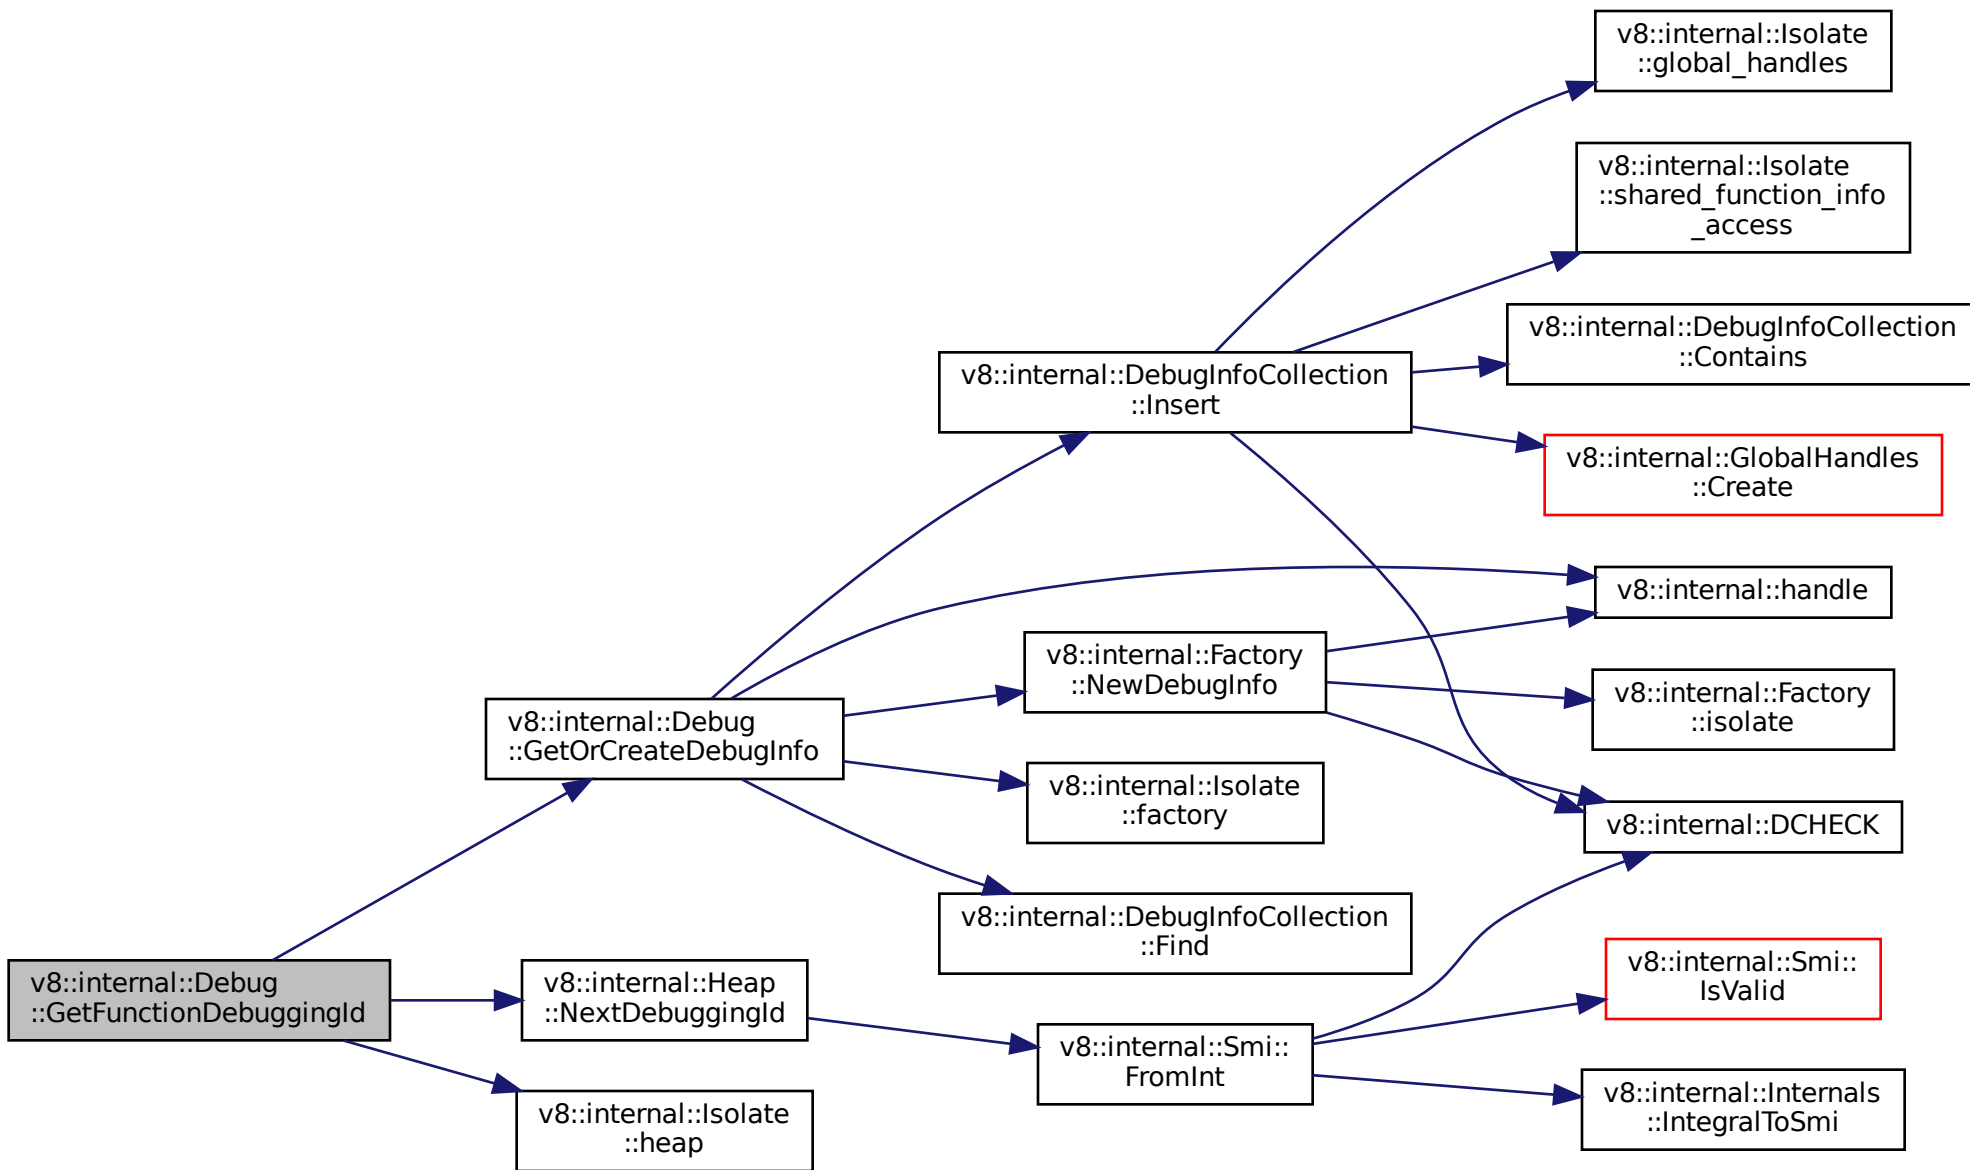 v8::internal::Isolate
::global_handles
v8::internal::Isolate
::shared_function_info
_access
v8::internal::DebugInfoCollection
::Contains
v8::internal::DebugInfoCollection
::Insert
v8::internal::GlobalHandles
::Create
v8::internal::handle
v8::internal::Factory
::NewDebugInfo
v8::internal::Factory
::isolate
v8::internal::Debug
::GetOrCreateDebugInfo
v8::internal::Isolate
::factory
v8::internal::DCHECK
v8::internal::DebugInfoCollection
::Find
v8::internal::Smi::
IsValid
v8::internal::Debug
::GetFunctionDebuggingId
v8::internal::Heap
::NextDebuggingId
v8::internal::Smi::
FromInt
v8::internal::Internals
::IntegralToSmi
v8::internal::Isolate
::heap